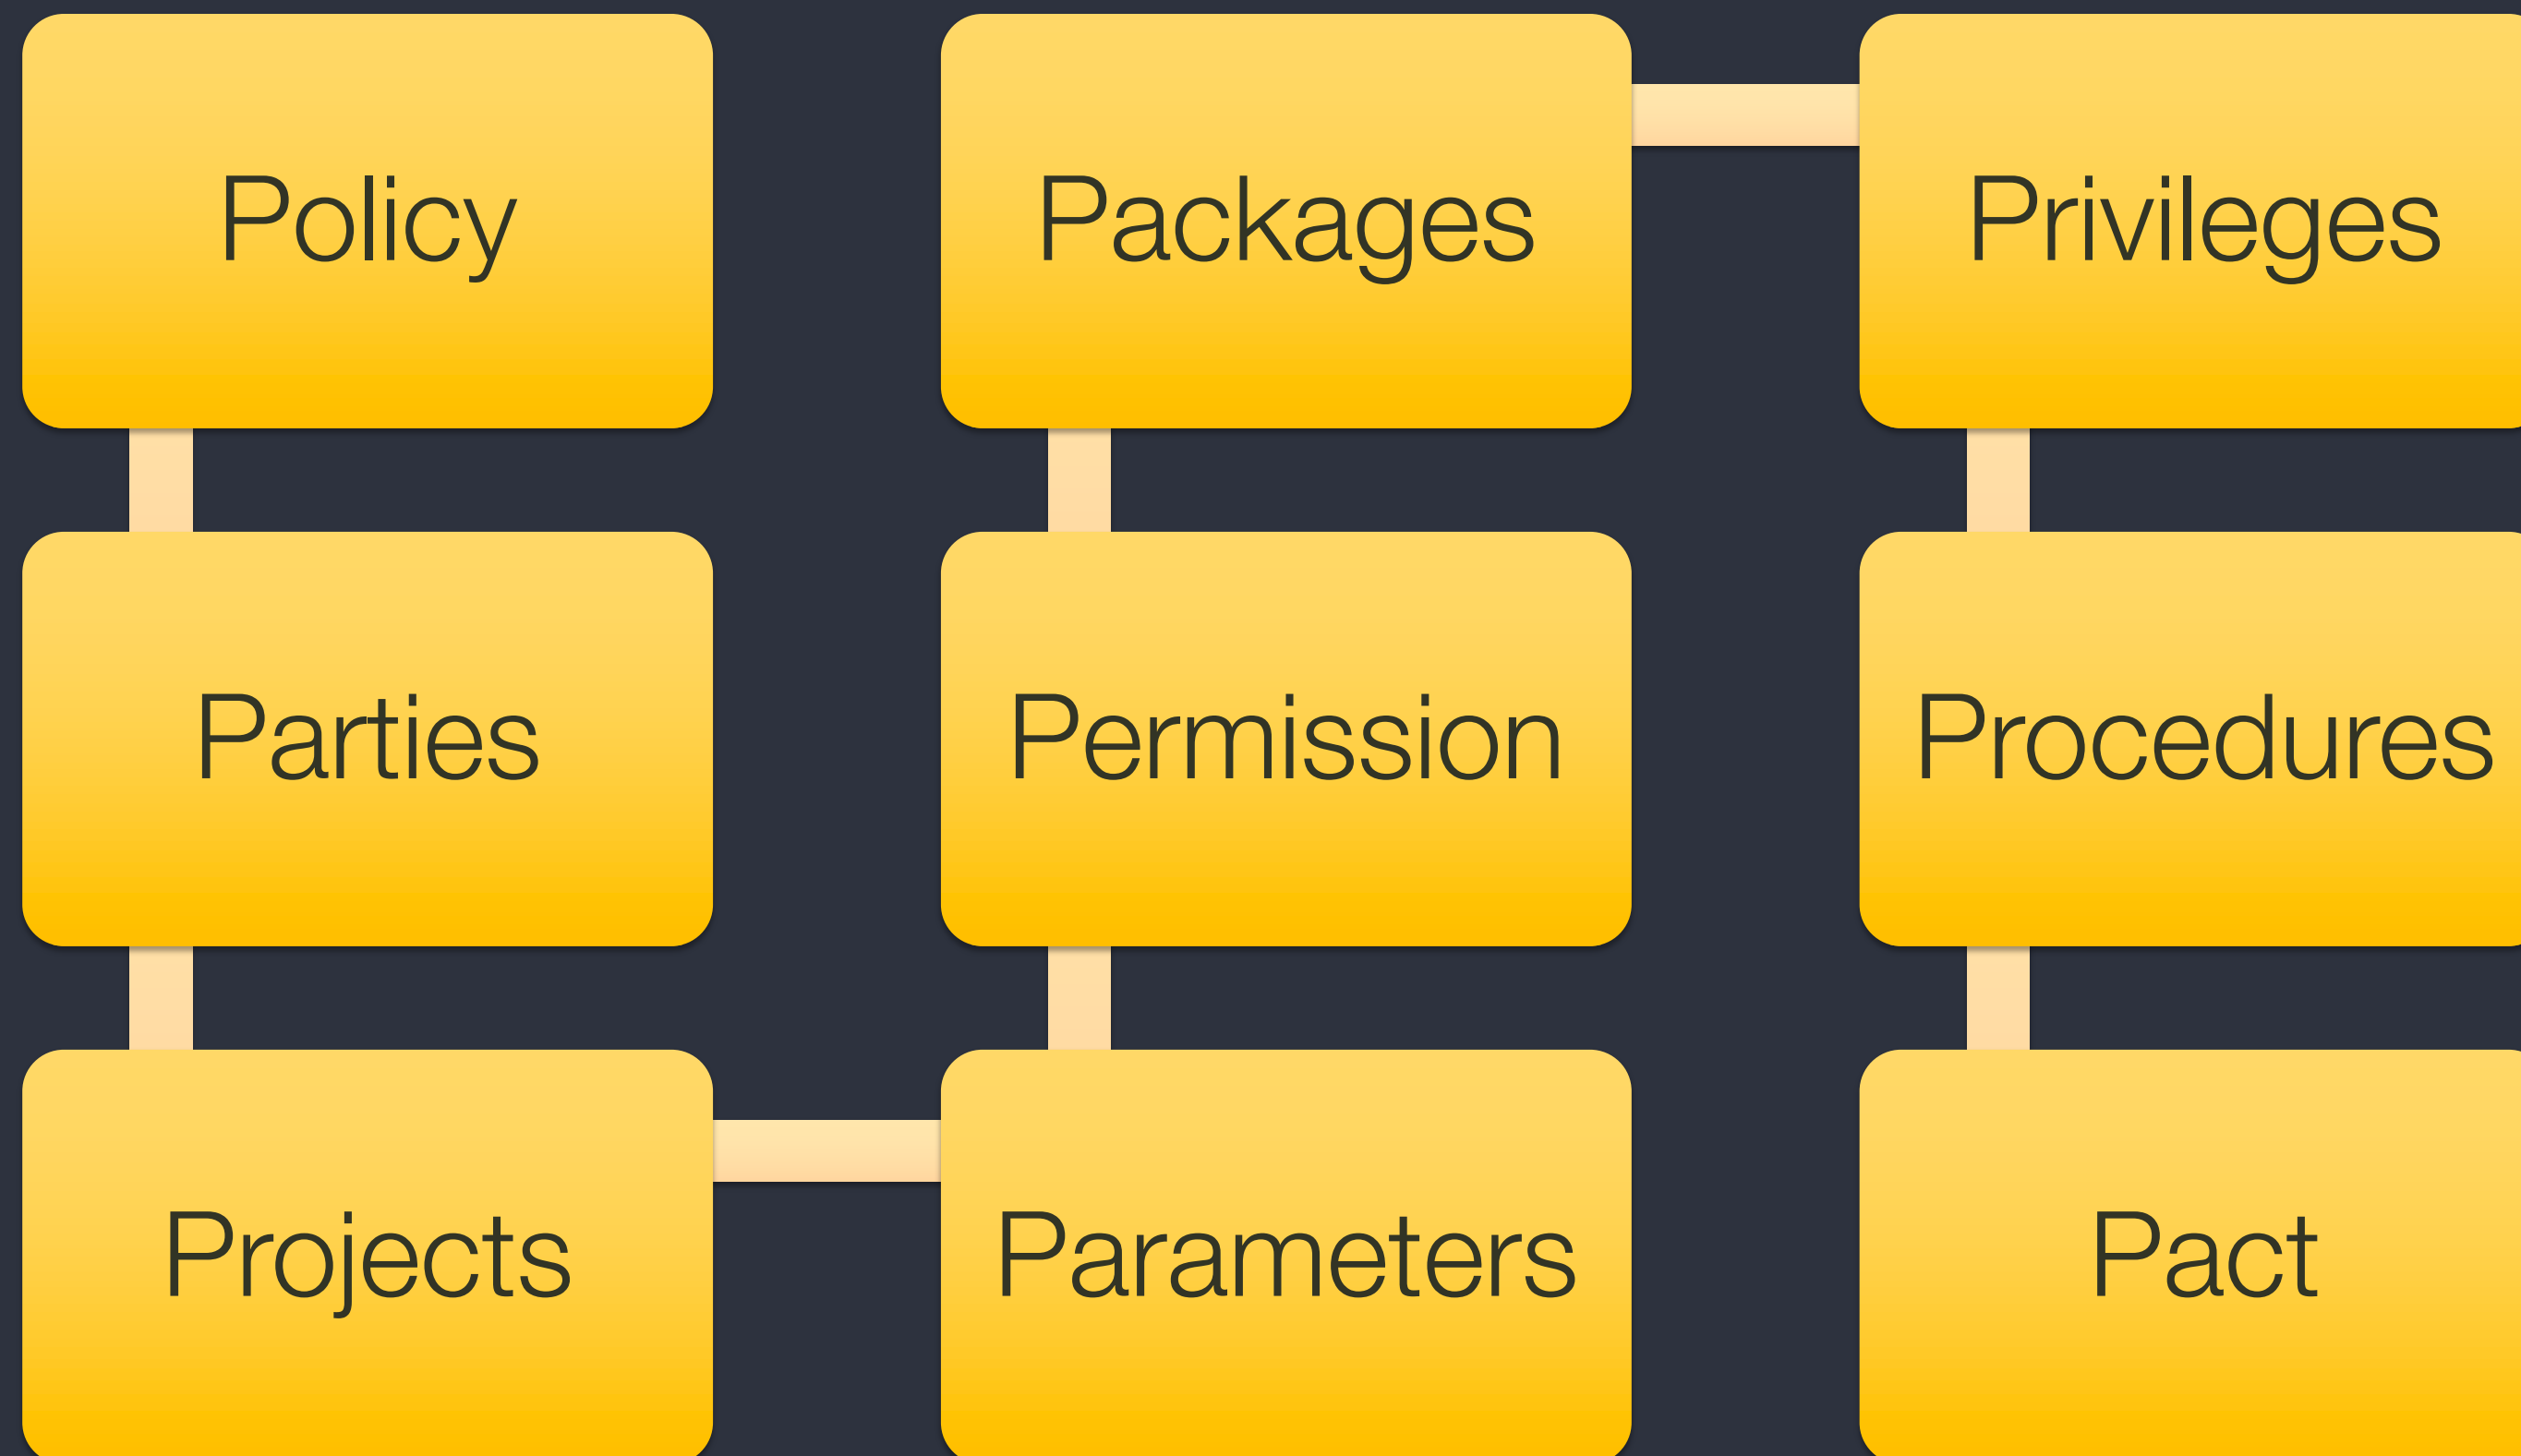 Policy
Parties
Projects
Parameters
Permission
Packages
Privileges
Procedures
Pact